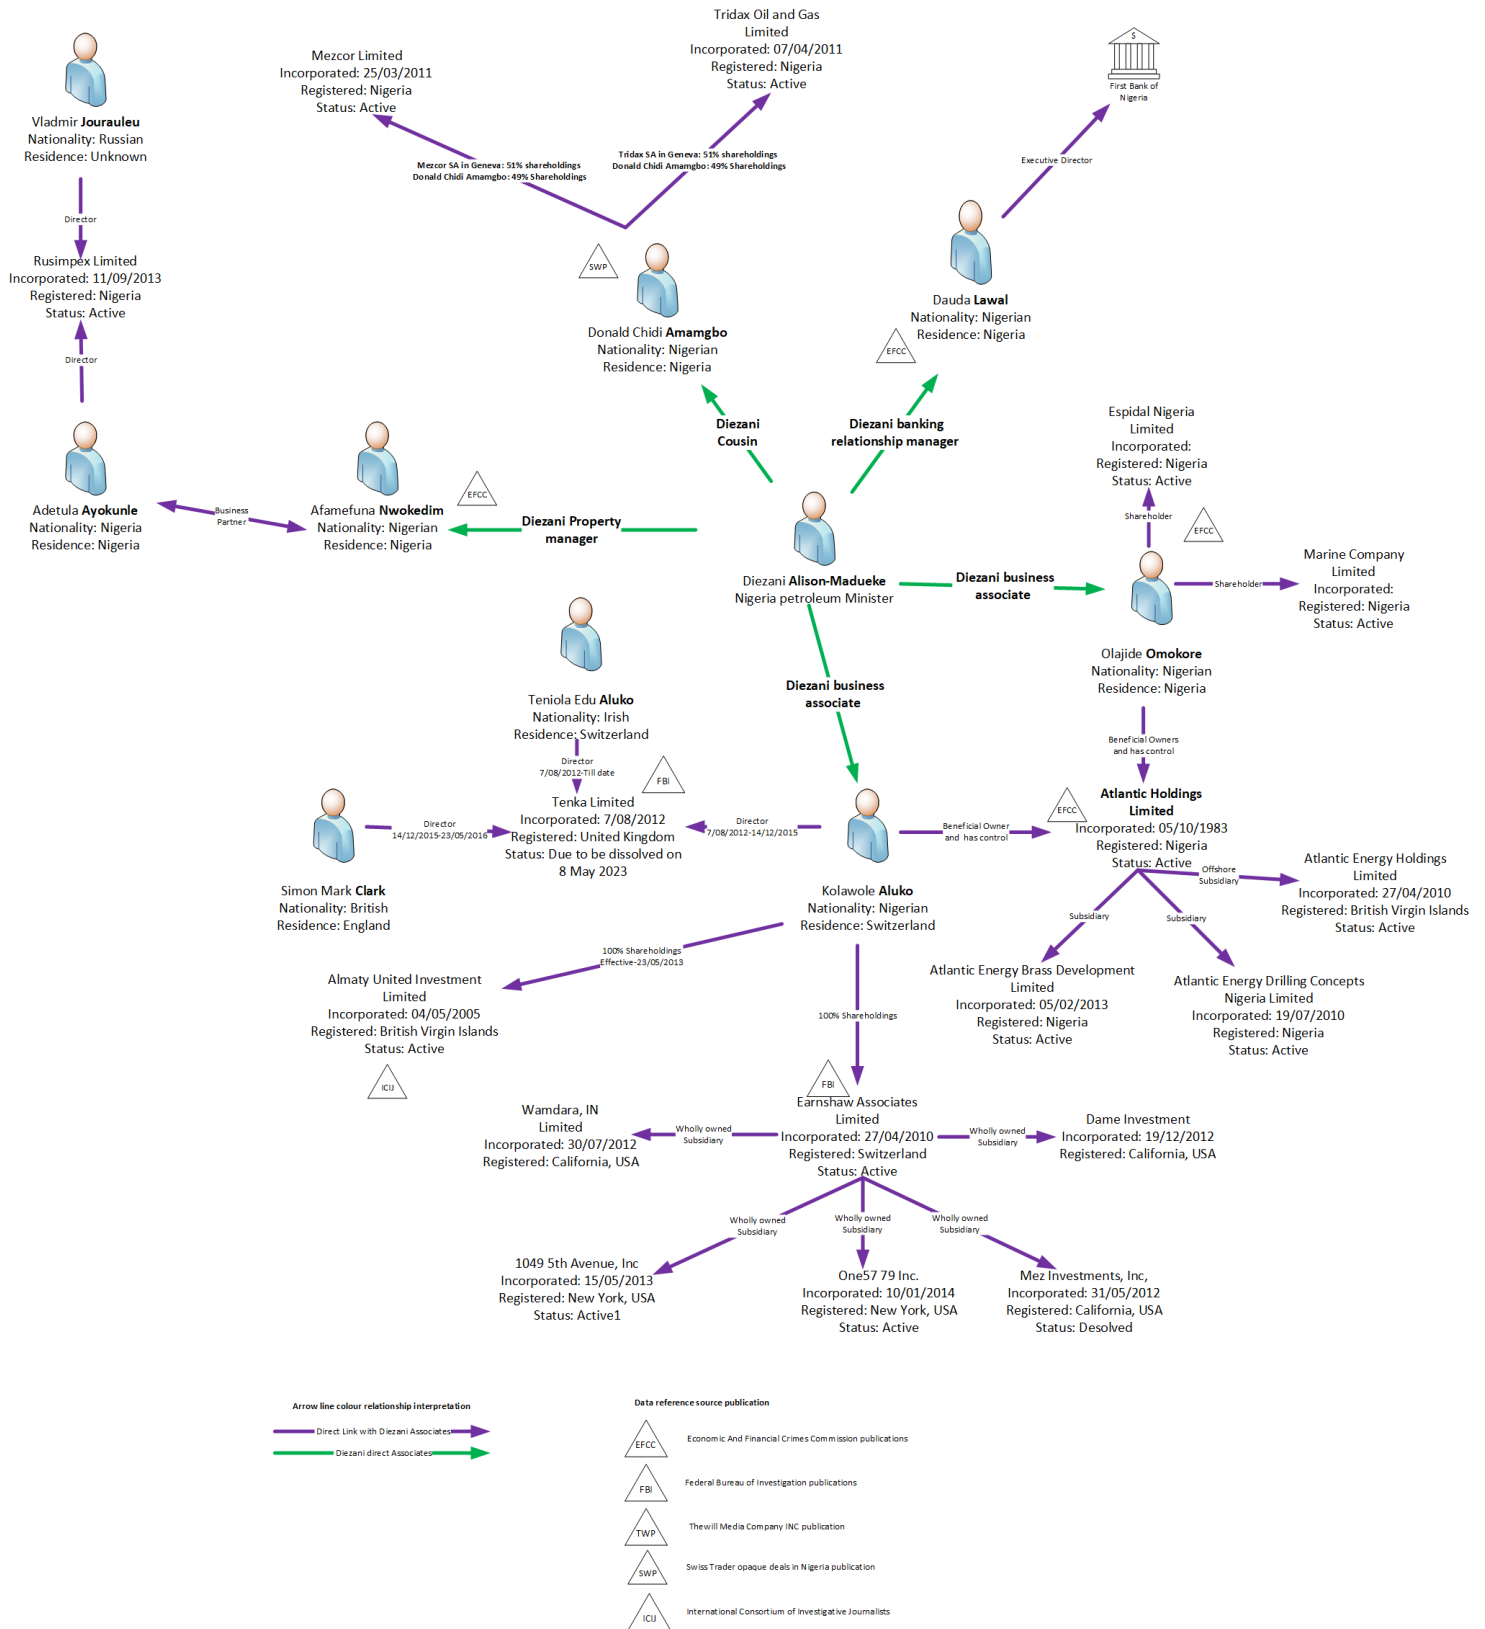 Vladmir Jourauleu
Nationality: Russian
Residence: Unknown
Director
Rusimpex Limited
Incorporated: 11/09/2013
Registered: Nigeria
Status: Active
Director
Adetula Ayokunle
Nationality: Nigeria
Residence: Nigeria
Business
Partner
Afamefuna Nwokedim
Nationality: Nigerian
Residence: Nigeria
EFCC
Diezani Property
manager
Mezcor Limited
Incorporated: 25/03/2011
Registered: Nigeria
Status: Active
Mezcor SA in Geneva: 51% shareholdings
Donald Chidi Amamgbo: 49% Shareholdings
Tridax Oil and Gas
Limited
Incorporated: 07/04/2011
Registered: Nigeria
Status: Active
Tridax SA in Geneva: 51% shareholdings
Donald Chidi Amamgbo: 49% Shareholdings
SWP
Donald Chidi Amamgbo
Nationality: Nigerian
Residence: Nigeria
Diezani
Cousin
$
First Bank of
Nigeria
Executive Director
Dauda Lawal
Nationality: Nigerian
Residence: Nigeria
EFCC
Diezani banking
relationship manager
Diezani Alison-Madueke
Nigeria petroleum Minister
Diezani business
associate
Espidal Nigeria
Limited
Incorporated:
Registered: Nigeria
Status: Active
Shareholder
EFCC
Shareholder
Marine Company
Limited
Incorporated:
Registered: Nigeria
Status: Active
Olajide Omokore
Nationality: Nigerian
Residence: Nigeria
Beneficial Owners
and has control
Diezani business
associate
Teniola Edu Aluko
Nationality: Irish
Residence: Switzerland
Director
7/08/2012-Till date
FBI
Tenka Limited
Incorporated: 7/08/2012
Registered: United Kingdom
Status: Due to be dissolved on
8 May 2023
Director
14/12/2015-23/05/2016
Simon Mark Clark
Nationality: British
Residence: England
Director
7/08/2012-14/12/2015
Kolawole Aluko
Nationality: Nigerian
Residence: Switzerland
Beneficial Owner
and has control
EFCC
Atlantic Holdings
Limited
Incorporated: 05/10/1983
Registered: Nigeria
Status: Active
Offshore
Subsidiary
Atlantic Energy Holdings
Limited
Incorporated: 27/04/2010
Registered: British Virgin Islands
Status: Active
Subsidiary
Subsidiary
Atlantic Energy Brass Development
Limited
Incorporated: 05/02/2013
Registered: Nigeria
Status: Active
Atlantic Energy Drilling Concepts
Nigeria Limited
Incorporated: 19/07/2010
Registered: Nigeria
Status: Active
100% Shareholdings
Effective-23/05/2013
Almaty United Investment
Limited
Incorporated: 04/05/2005
Registered: British Virgin Islands
Status: Active
ICIJ
100% Shareholdings
FBI
Earnshaw Associates
Limited
Incorporated: 27/04/2010
Registered: Switzerland
Status: Active
Wholly owned
Subsidiary
Wamdara, IN
Limited
Incorporated: 30/07/2012
Registered: California, USA
Wholly owned
Subsidiary
Dame Investment
Incorporated: 19/12/2012
Registered: California, USA
Wholly owned
Subsidiary
Wholly owned
Subsidiary
Wholly owned
Subsidiary
1049 5th Avenue, Inc
Incorporated: 15/05/2013
Registered: New York, USA
Status: Active1
One57 79 Inc.
Incorporated: 10/01/2014
Registered: New York, USA
Status: Active
Mez Investments, Inc,
Incorporated: 31/05/2012
Registered: California, USA
Status: Desolved
Arrow line colour relationship interpretation
Direct Link with Diezani Associates
Diezani direct Associates
Data reference source publication
EFCC
Economic And Financial Crimes Commission publications
FBI
Federal Bureau of Investigation publications
TWP
Thewill Media Company INC publication
SWP
Swiss Trader opaque deals in Nigeria publication
ICIJ
International Consortium of Investigative Journalists